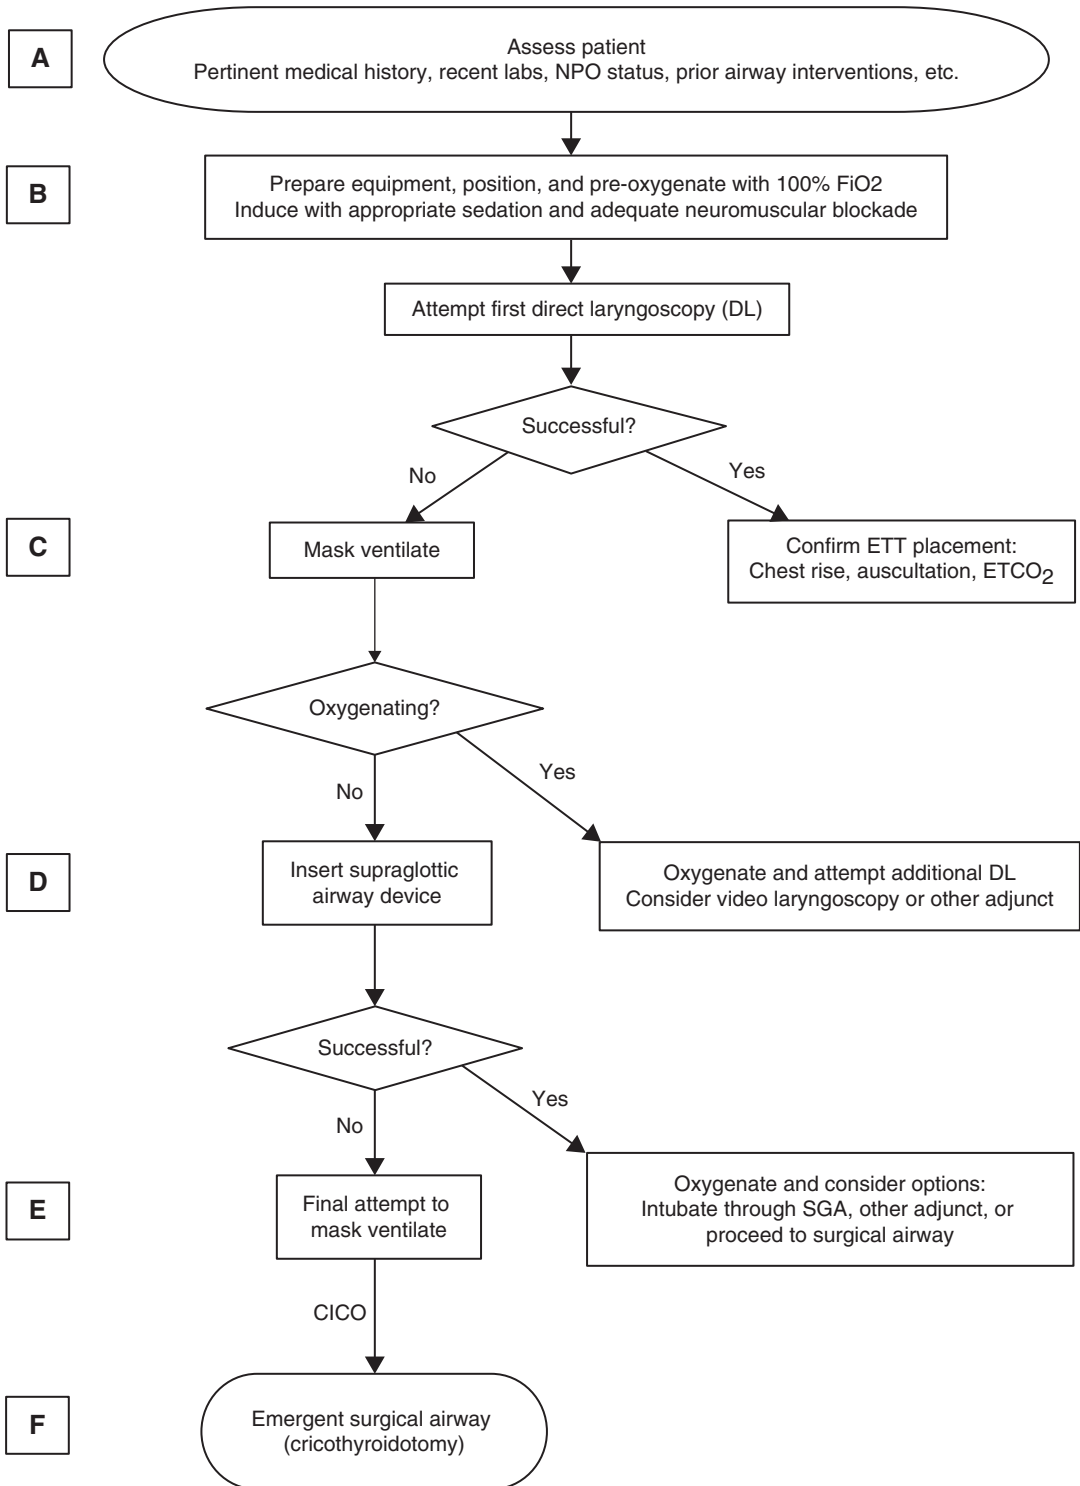 A
Assess patient
Pertinent medical history, recent labs, NPO status, prior airway interventions, etc.
B
Prepare equipment, position, and pre-oxygenate with 100% FiO2
Induce with appropriate sedation and adequate neuromuscular blockade
Attempt first direct laryngoscopy (DL)
Successful?
No
Yes
C
Mask ventilate
Confirm ETT placement:
Chest rise, auscultation, ETCO2
Oxygenating?
No
Yes
D
Insert supraglottic
airway device
Oxygenate and attempt additional DL
Consider video laryngoscopy or other adjunct
Successful?
No
Yes
E
Final attempt to
mask ventilate
Oxygenate and consider options:
Intubate through SGA, other adjunct, or
proceed to surgical airway
CICO
F
Emergent surgical airway
(cricothyroidotomy)